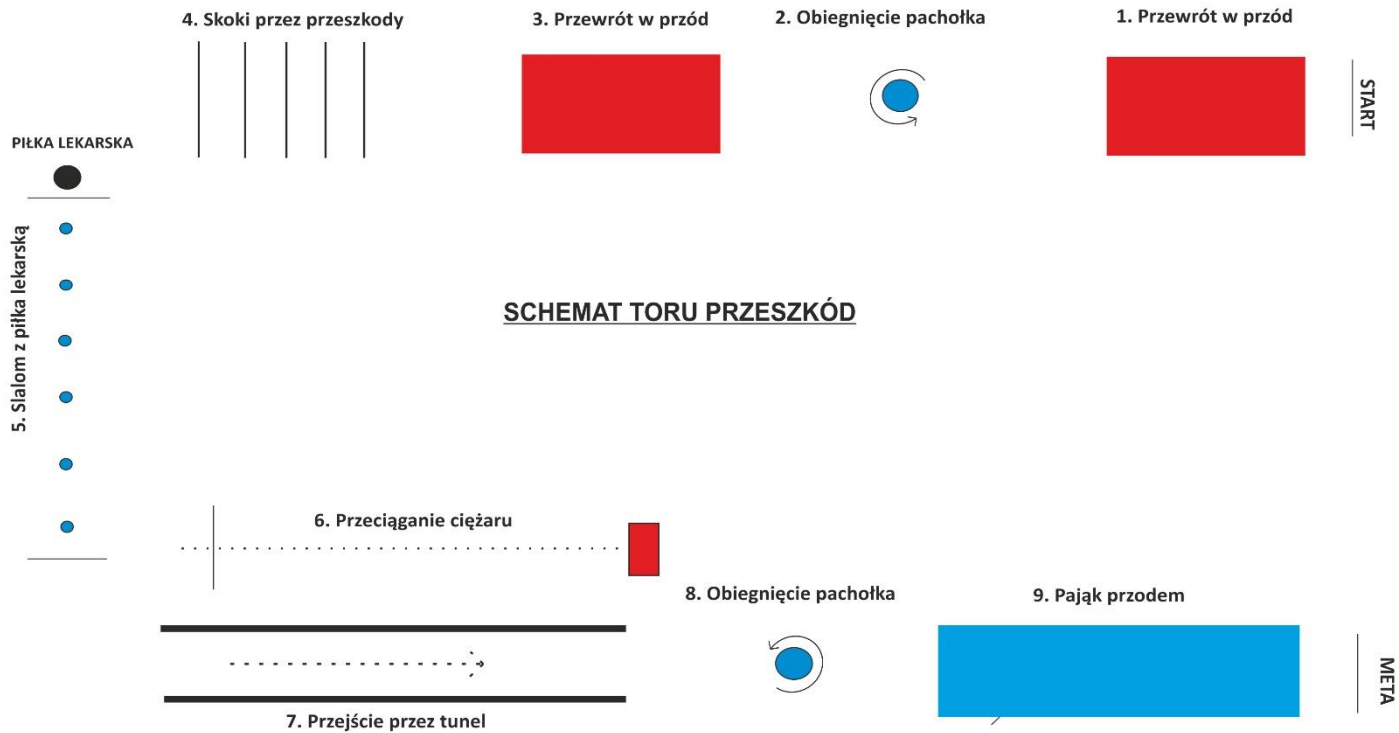 4. Skoki przez przeszkody
3. Przewrót w przód
2. Obiegnięcie pachołka
1. Przewrót w przód
START
PIŁKA LEKARSKA
5. Slalom z piłka lekarską
SCHEMAT TORU PRZESZKÓD
6. Przeciąganie ciężaru
8. Obiegnięcie pachołka
9. Pająk przodem
META
7. Przejście przez tunel